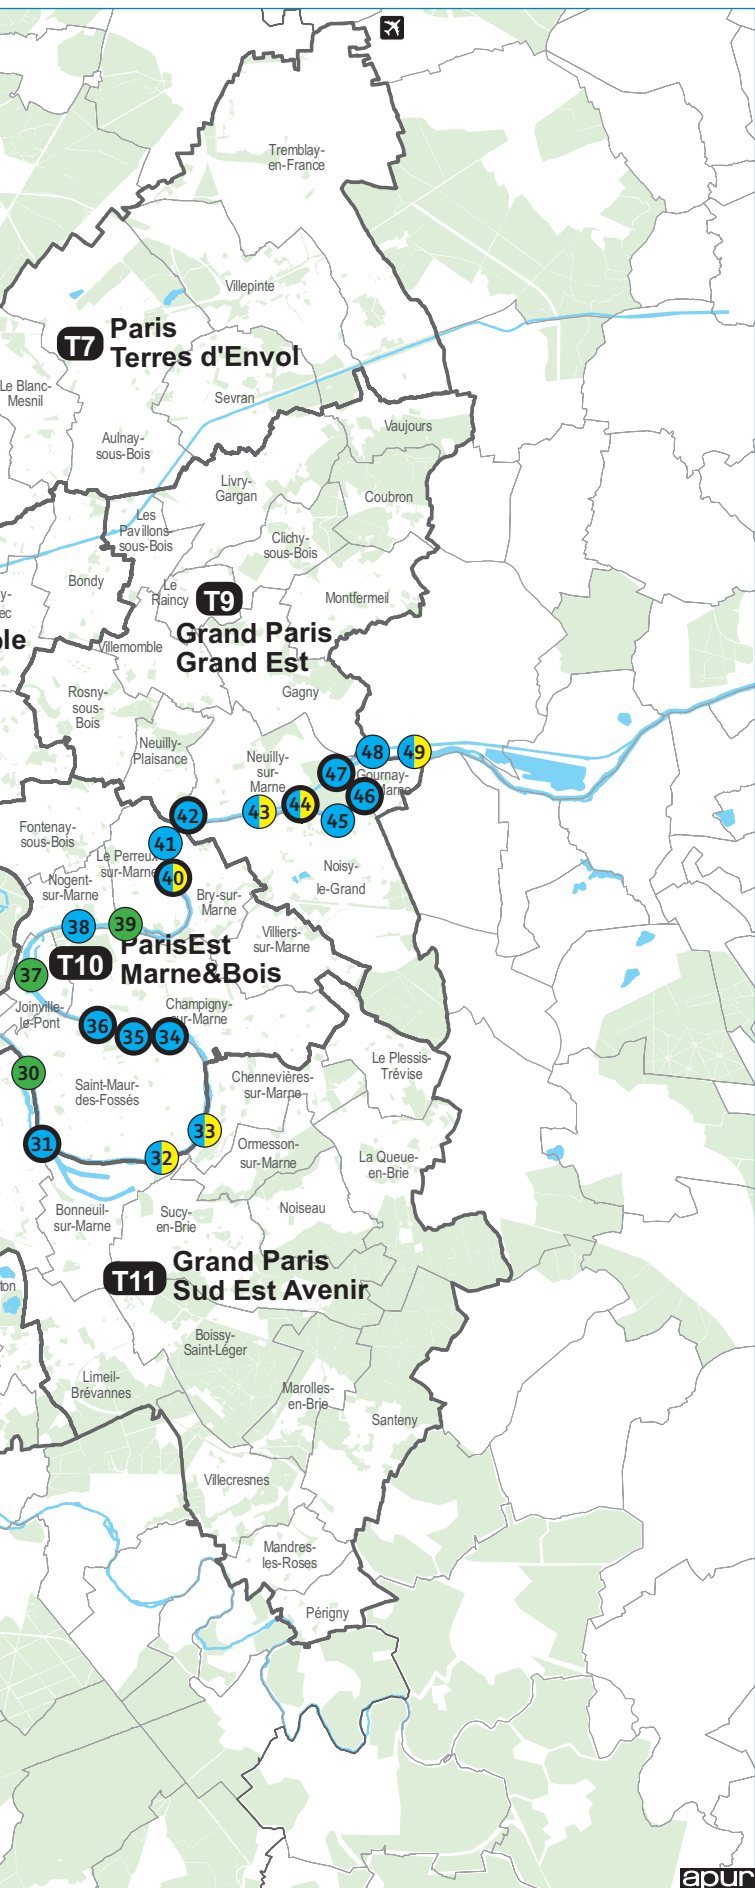 Tremblay-
en-France
Villepinte
T7
Paris
Terres d'Envol
Le Blanc-
Mesnil
Sevran
Aulnay-
sous-Bois
Vaujours
Livry-
Gargan
Coubron
Les
Pavillons-
sous-Bois
Clichy-
sous-Bois
Bondy
Le
Raincy
T9
Montfermeil
y-
ec
ble
Grand Paris
Grand Est
Villemomble
Rosny-
sous-
Bois
Gagny
Neuilly-
Plaisance
Neuilly-
sur-
Marne
48
49
47
Gournay-
Marne
46
44
43
45
42
41
Fontenay-
sous-Bois
Le Perreux-
sur-Marne
40
Noisy-
le-Grand
Nogent-
sur-Marne
Bry-sur-
Marne
38
39
Villiers-
sur-Marne
T10
ParisEst
Marne&Bois
37
Joinville-
le-Pont
Champigny-
sur-Marne
36
35
34
30
Saint-Maur-
des-Fossés
Chennevières-
sur-Marne
Le Plessis-
Trévise
31
32
33
Ormesson-
sur-Marne
La Queue-
en-Brie
Bonneuil-
sur-Marne
Sucy-
en-Brie
Noiseau
T11
Grand Paris
Sud Est Avenir
ton
Boissy-
Saint-Léger
Limeil-
Brévannes
Marolles-
en-Brie
Santeny
Villecresnes
Mandres-
les-Roses
Périgny
apur